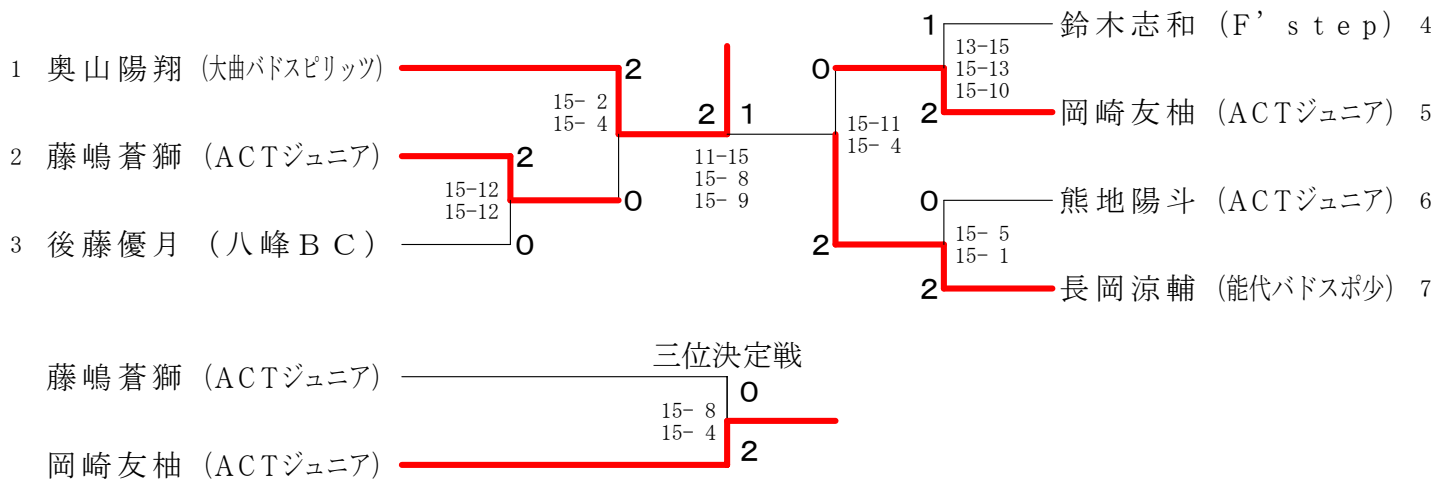 1 奥山陽翔 (大曲バドスピリッツ) 2
15- 2
15- 4
2 藤嶋蒼獅 (ACTジュニア) 2
15-12
15-12
0
3 後藤優月 (八峰BC) 0
2 1
11-15
15- 8
15- 9
1 鈴木志和 (F’step) 4
13-15
15-13
15-10
0
2 岡崎友柚 (ACTジュニア) 5
15-11
15- 4
0 熊地陽斗 (ACTジュニア) 6
15- 5
15- 1
2
2 長岡涼輔 (能代バドスポ少) 7
三位決定戦
藤嶋蒼獅 (ACTジュニア) 0
15- 8
15- 4
岡崎友柚 (ACTジュニア) 2